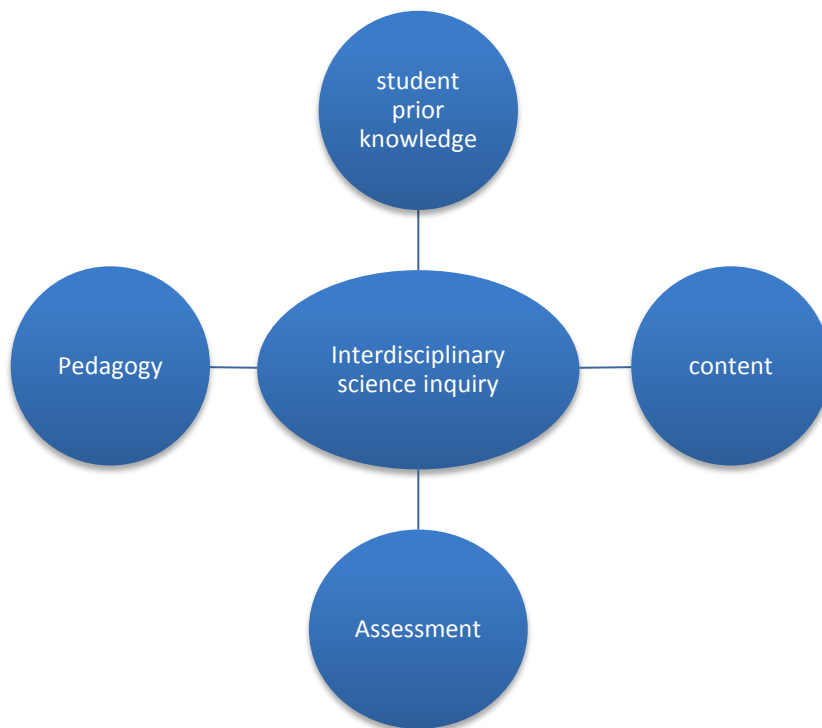 student
prior
knowledge
Pedagogy
Interdisciplinary
science inquiry
content
Assessment